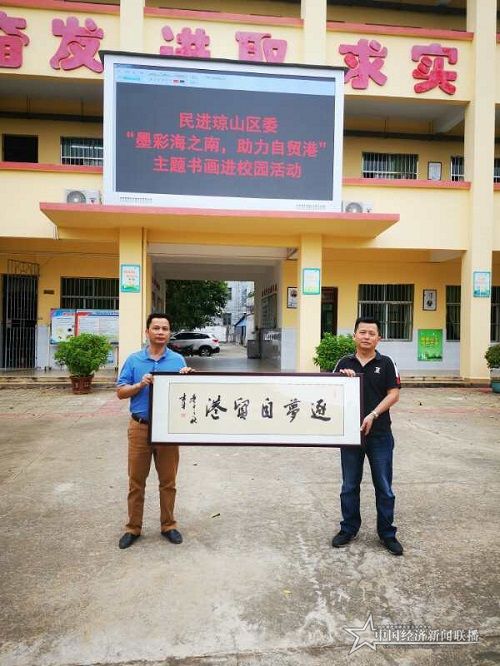 奋发进取求实
民进琼山区委
“墨彩海之南，助力自贸港”
主题书画进校园活动
港貿自夢逐
中国经济新闻联播